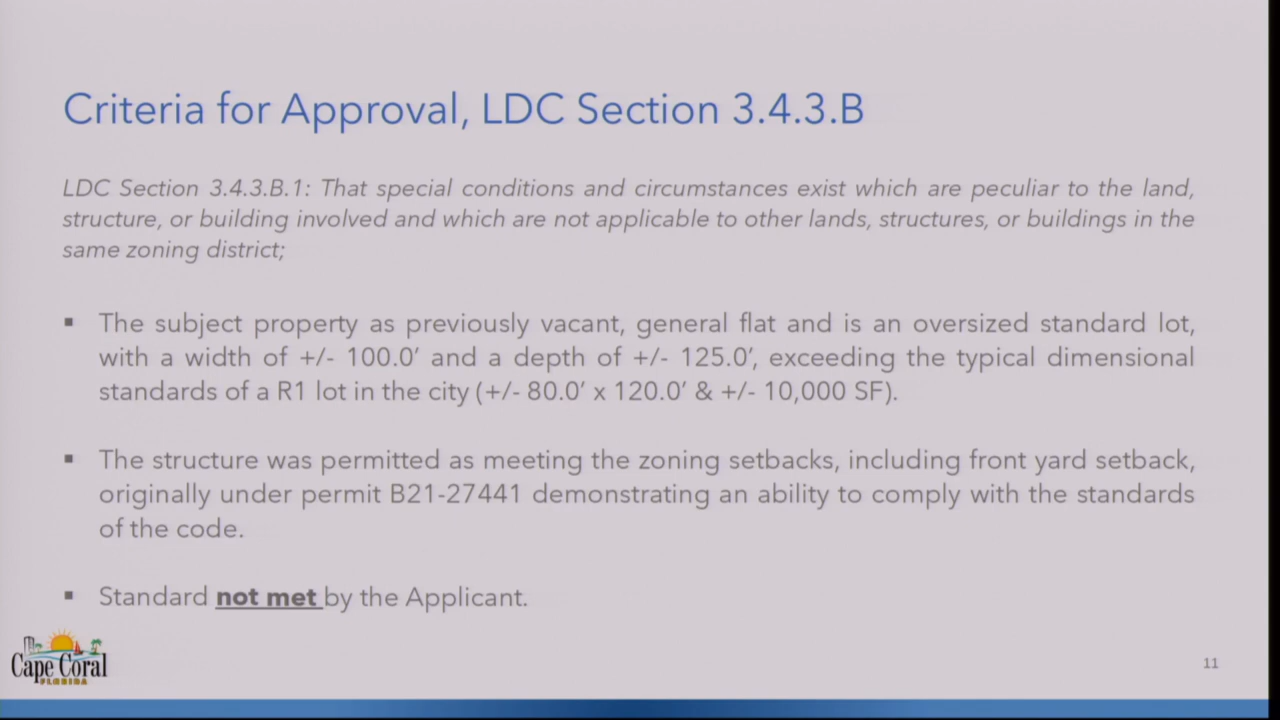 Criteria for Approval, LDC Section 3.4.3.B
LDC Section 3.4.3.B.1: That special conditions and circumstances exist which are peculiar to the land,
structure, or building involved and which are not applicable to other lands, structures, or buildings in the
same zoning district;
▪ The subject property as previously vacant, general flat and is an oversized standard lot,
with a width of +/- 100.0′ and a depth of +/- 125.0′, exceeding the typical dimensional
standards of a R1 lot in the city (+/- 80.0′ x 120.0′ & +/- 10,000 SF).
▪ The structure was permitted as meeting the zoning setbacks, including front yard setback,
originally under permit B21-27441 demonstrating an ability to comply with the standards
of the code.
▪ Standard not met by the Applicant.
Cape Coral
FLORIDA
11